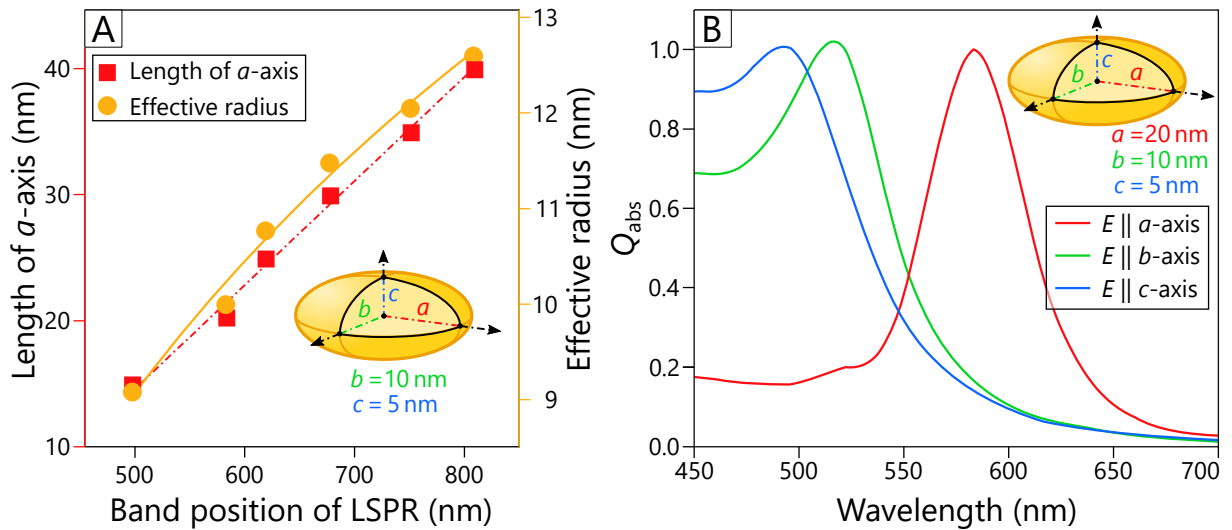 A
Length of a-axis
Effective radius
Length of a-axis (nm)
40
30
20
10
500
600
700
800
Band position of LSPR (nm)
13
12
11
10
9
Effective radius (nm)
c
b
a
b = 10 nm
c = 5 nm
B
Qabs
1.0
0.8
0.6
0.4
0.2
0.0
450
500
550
600
642
700
Wavelength (nm)
c
b
a
a = 20 nm
b = 10 nm
c = 5 nm
E || a-axis
E || b-axis
E || c-axis